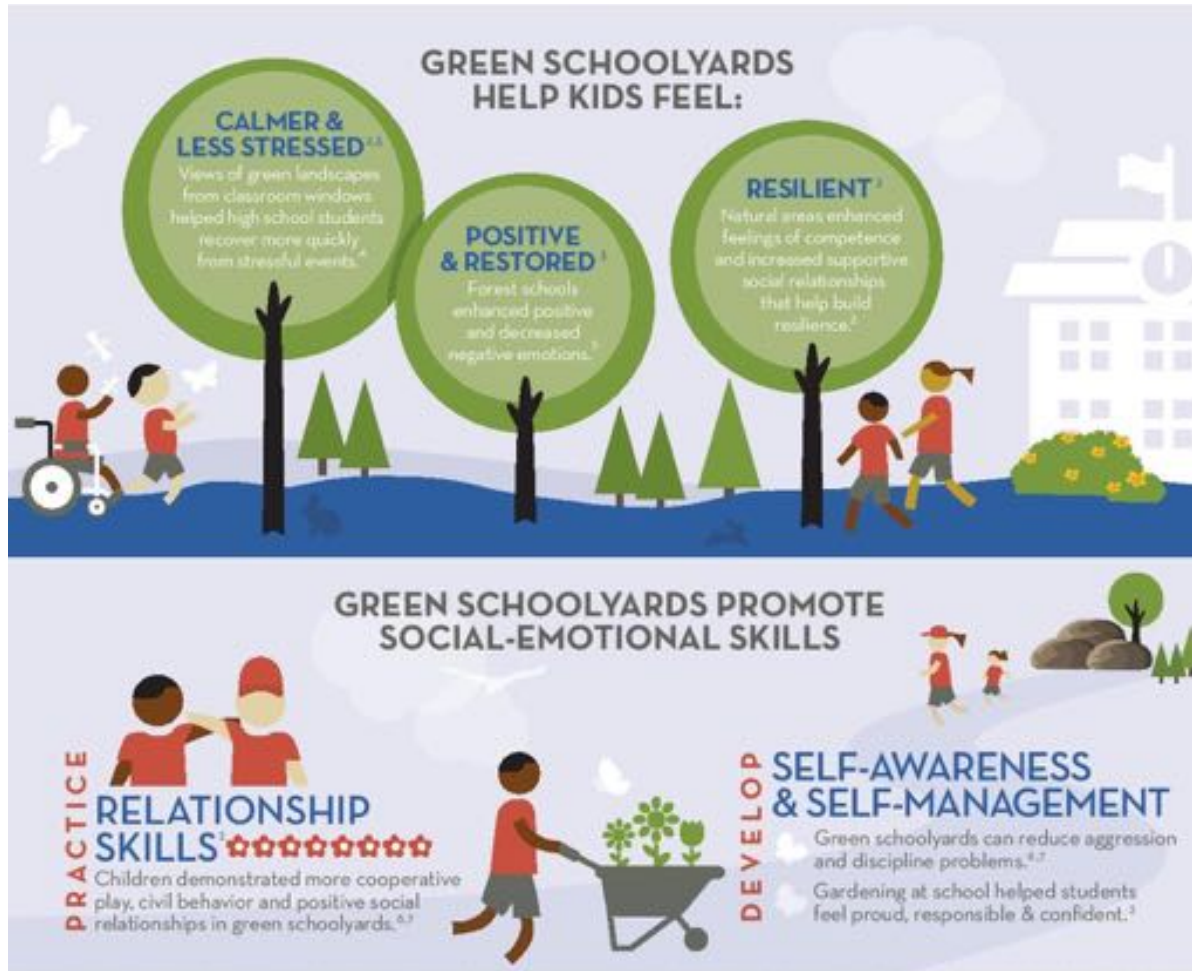 GREEN SCHOOLYARDS
HELP KIDS FEEL:
CALMER &
LESS STRESSED
Views of green landscapes
from classroom windows
helped high school students
recover more quickly
from stressful events.
POSITIVE
& RESTORED
Forest schools
enhanced positive
and decreased
negative emotions.
RESILIENT
Natural areas enhanced
feelings of competence
and increased supportive
social relationships
that help build
resilience.
GREEN SCHOOLYARDS PROMOTE
SOCIAL-EMOTIONAL SKILLS
PRACTICE
RELATIONSHIP
SKILLS
Children demonstrated more cooperative
play, civil behavior and positive social
relationships in green schoolyards.
DEVELOP
SELF-AWARENESS
& SELF-MANAGEMENT
Green schoolyards can reduce aggression
and discipline problems.
Gardening at school helped students
feel proud, responsible & confident.